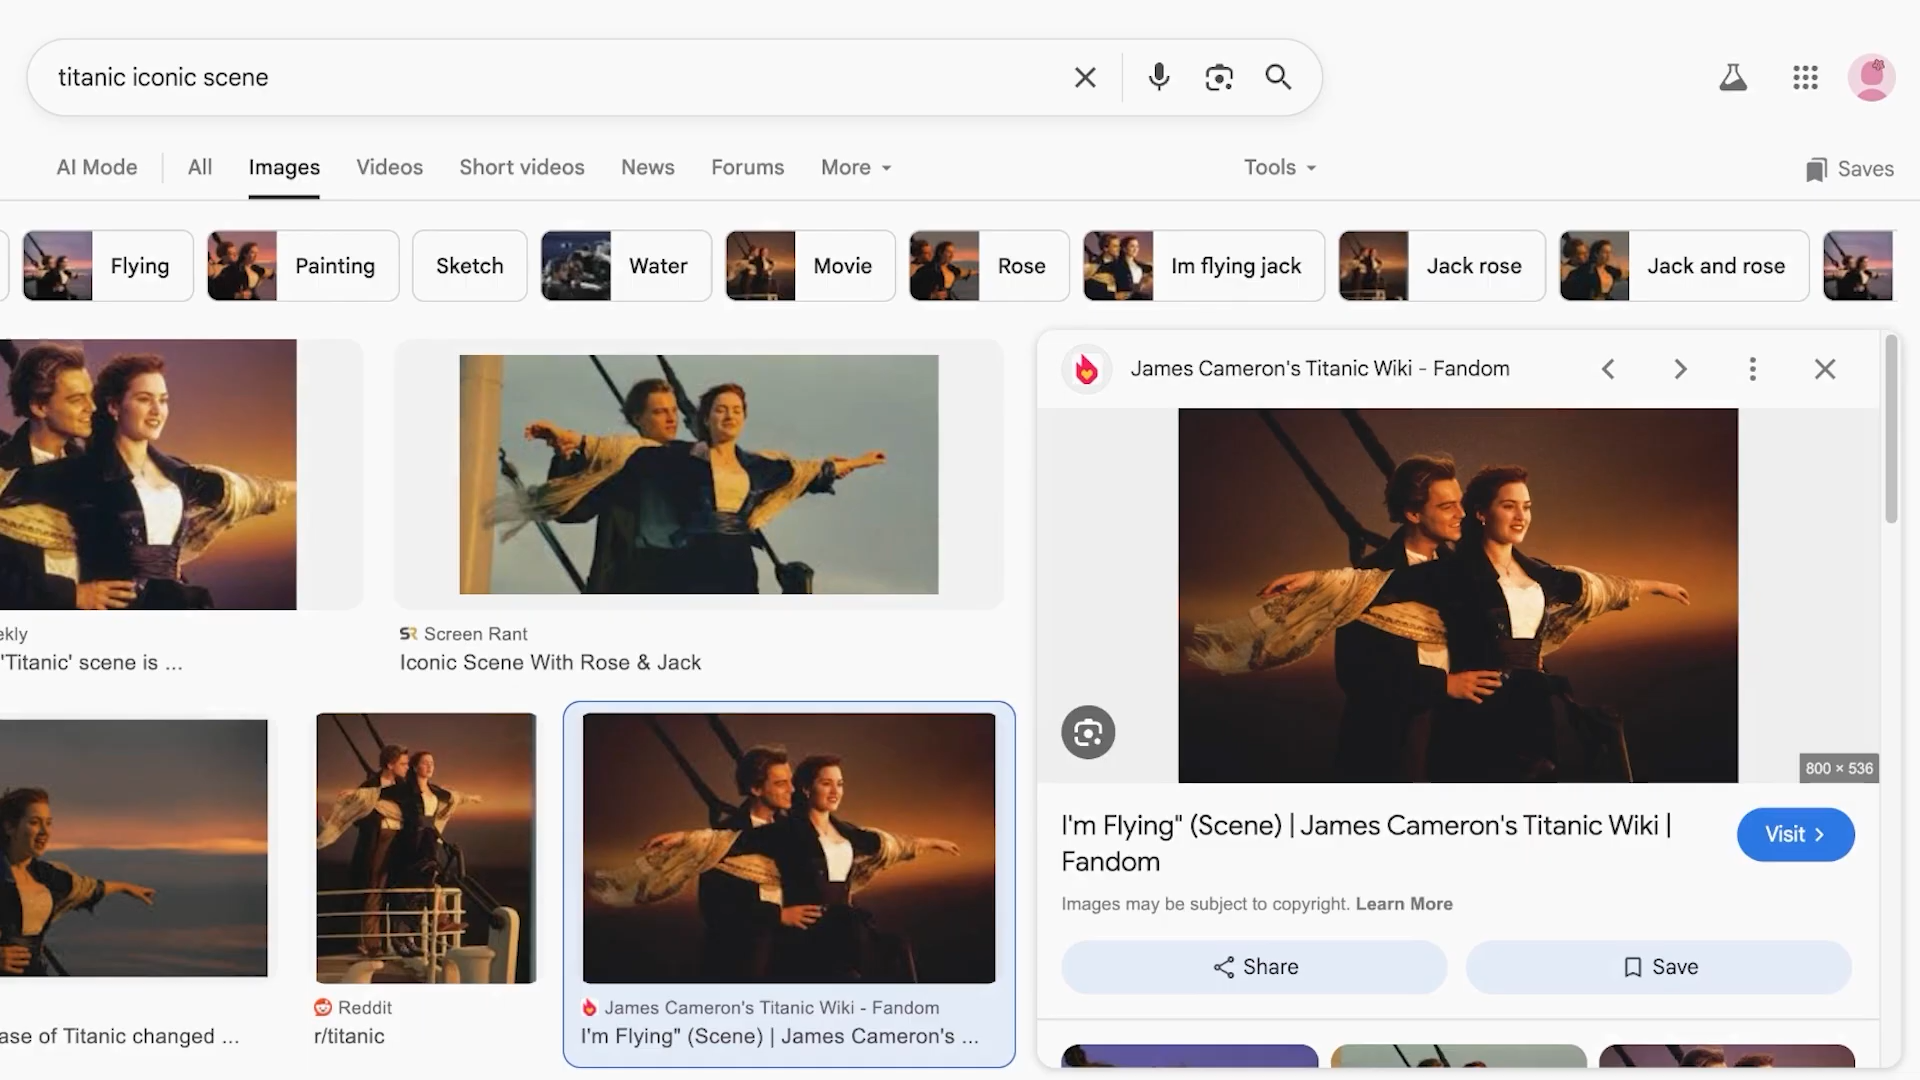 titanic iconic scene
AI Mode
All
Images
Videos
Short videos
News
Forums
More
Tools
Saves
Flying
Painting
Sketch
Water
Movie
Rose
Im flying jack
Jack rose
Jack and rose
ekly
'Titanic' scene is ...
SR Screen Rant
Iconic Scene With Rose & Jack
ase of Titanic changed ...
Reddit
r/titanic
James Cameron's Titanic Wiki - Fandom
I'm Flying" (Scene) | James Cameron's ...
James Cameron's Titanic Wiki - Fandom
800 × 536
I'm Flying" (Scene) | James Cameron's Titanic Wiki |
Fandom
Visit
Images may be subject to copyright. Learn More
Share
Save